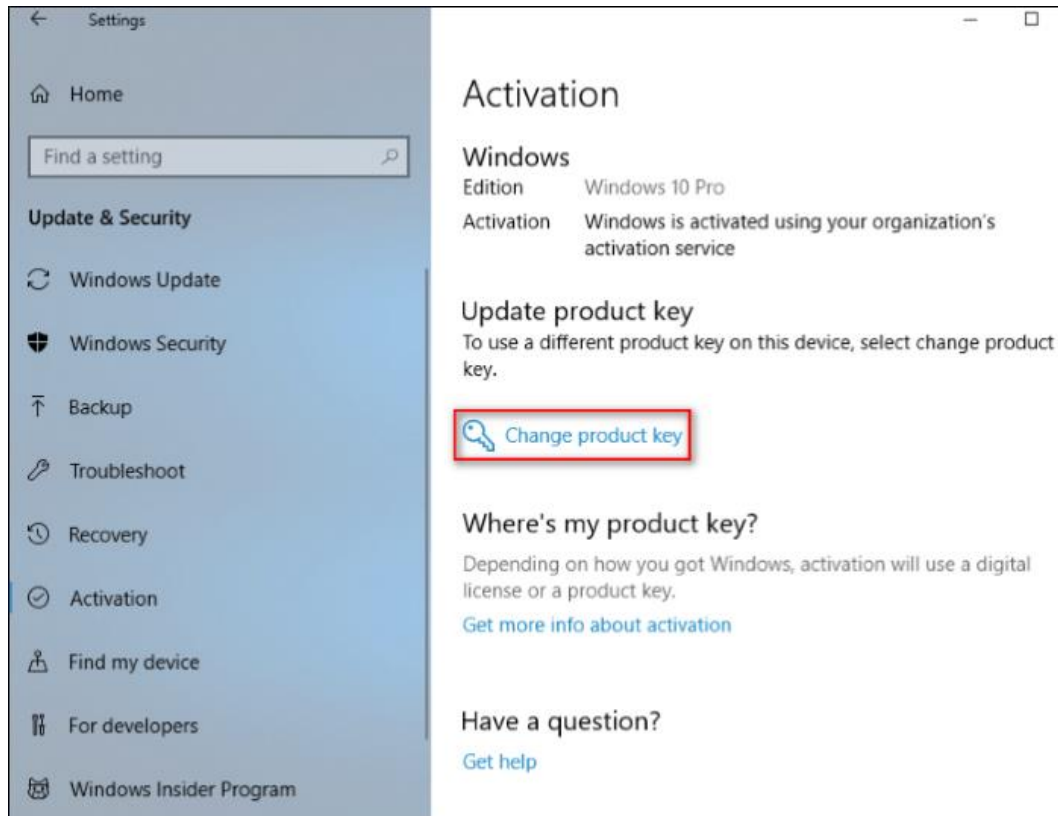 Settings
Home
Find a setting
Update & Security
Windows Update
Windows Security
Backup
Troubleshoot
Recovery
Activation
Find my device
For developers
Windows Insider Program
Activation
Windows
Edition Windows 10 Pro
Activation Windows is activated using your organization's
activation service
Update product key
To use a different product key on this device, select change product
key.
Change product key
Where's my product key?
Depending on how you got Windows, activation will use a digital
license or a product key.
Get more info about activation
Have a question?
Get help